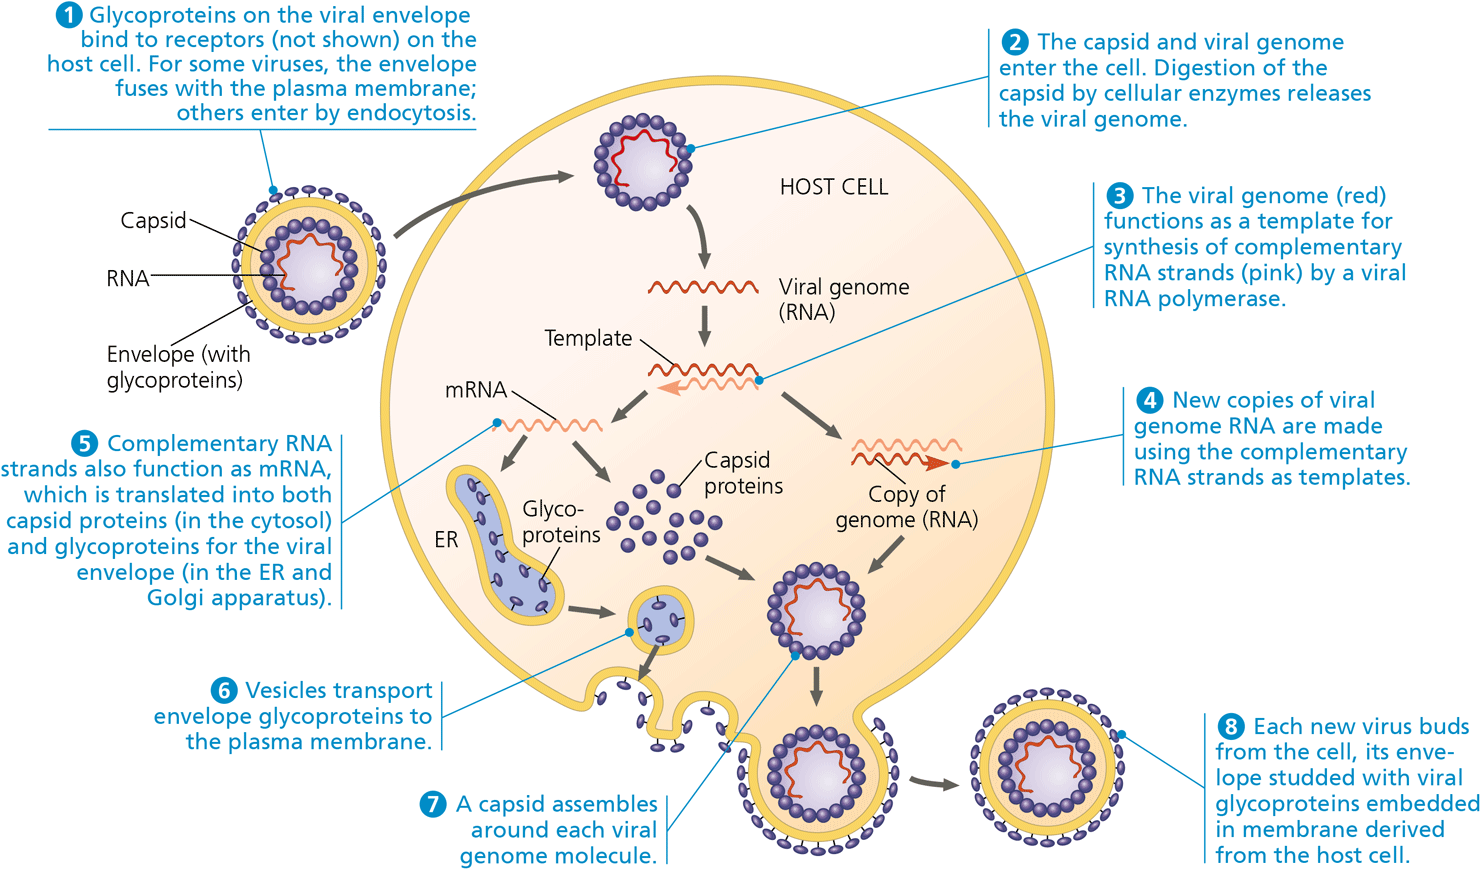 1 Glycoproteins on the viral envelope
bind to receptors (not shown) on the
host cell. For some viruses, the envelope
fuses with the plasma membrane;
others enter by endocytosis.
2 The capsid and viral genome
enter the cell. Digestion of the
capsid by cellular enzymes releases
the viral genome.
HOST CELL
3 The viral genome (red)
functions as a template for
synthesis of complementary
RNA strands (pink) by a viral
RNA polymerase.
Capsid
RNA
Envelope (with
glycoproteins)
Viral genome
(RNA)
Template
mRNA
4 New copies of viral
genome RNA are made
using the complementary
RNA strands as templates.
5 Complementary RNA
strands also function as mRNA,
which is translated into both
capsid proteins (in the cytosol)
and glycoproteins for the viral
envelope (in the ER and
Golgi apparatus).
Capsid
proteins
Copy of
genome (RNA)
ER
Glyco-
proteins
6 Vesicles transport
envelope glycoproteins to
the plasma membrane.
7 A capsid assembles
around each viral
genome molecule.
8 Each new virus buds
from the cell, its enve-
lope studded with viral
glycoproteins embedded
in membrane derived
from the host cell.